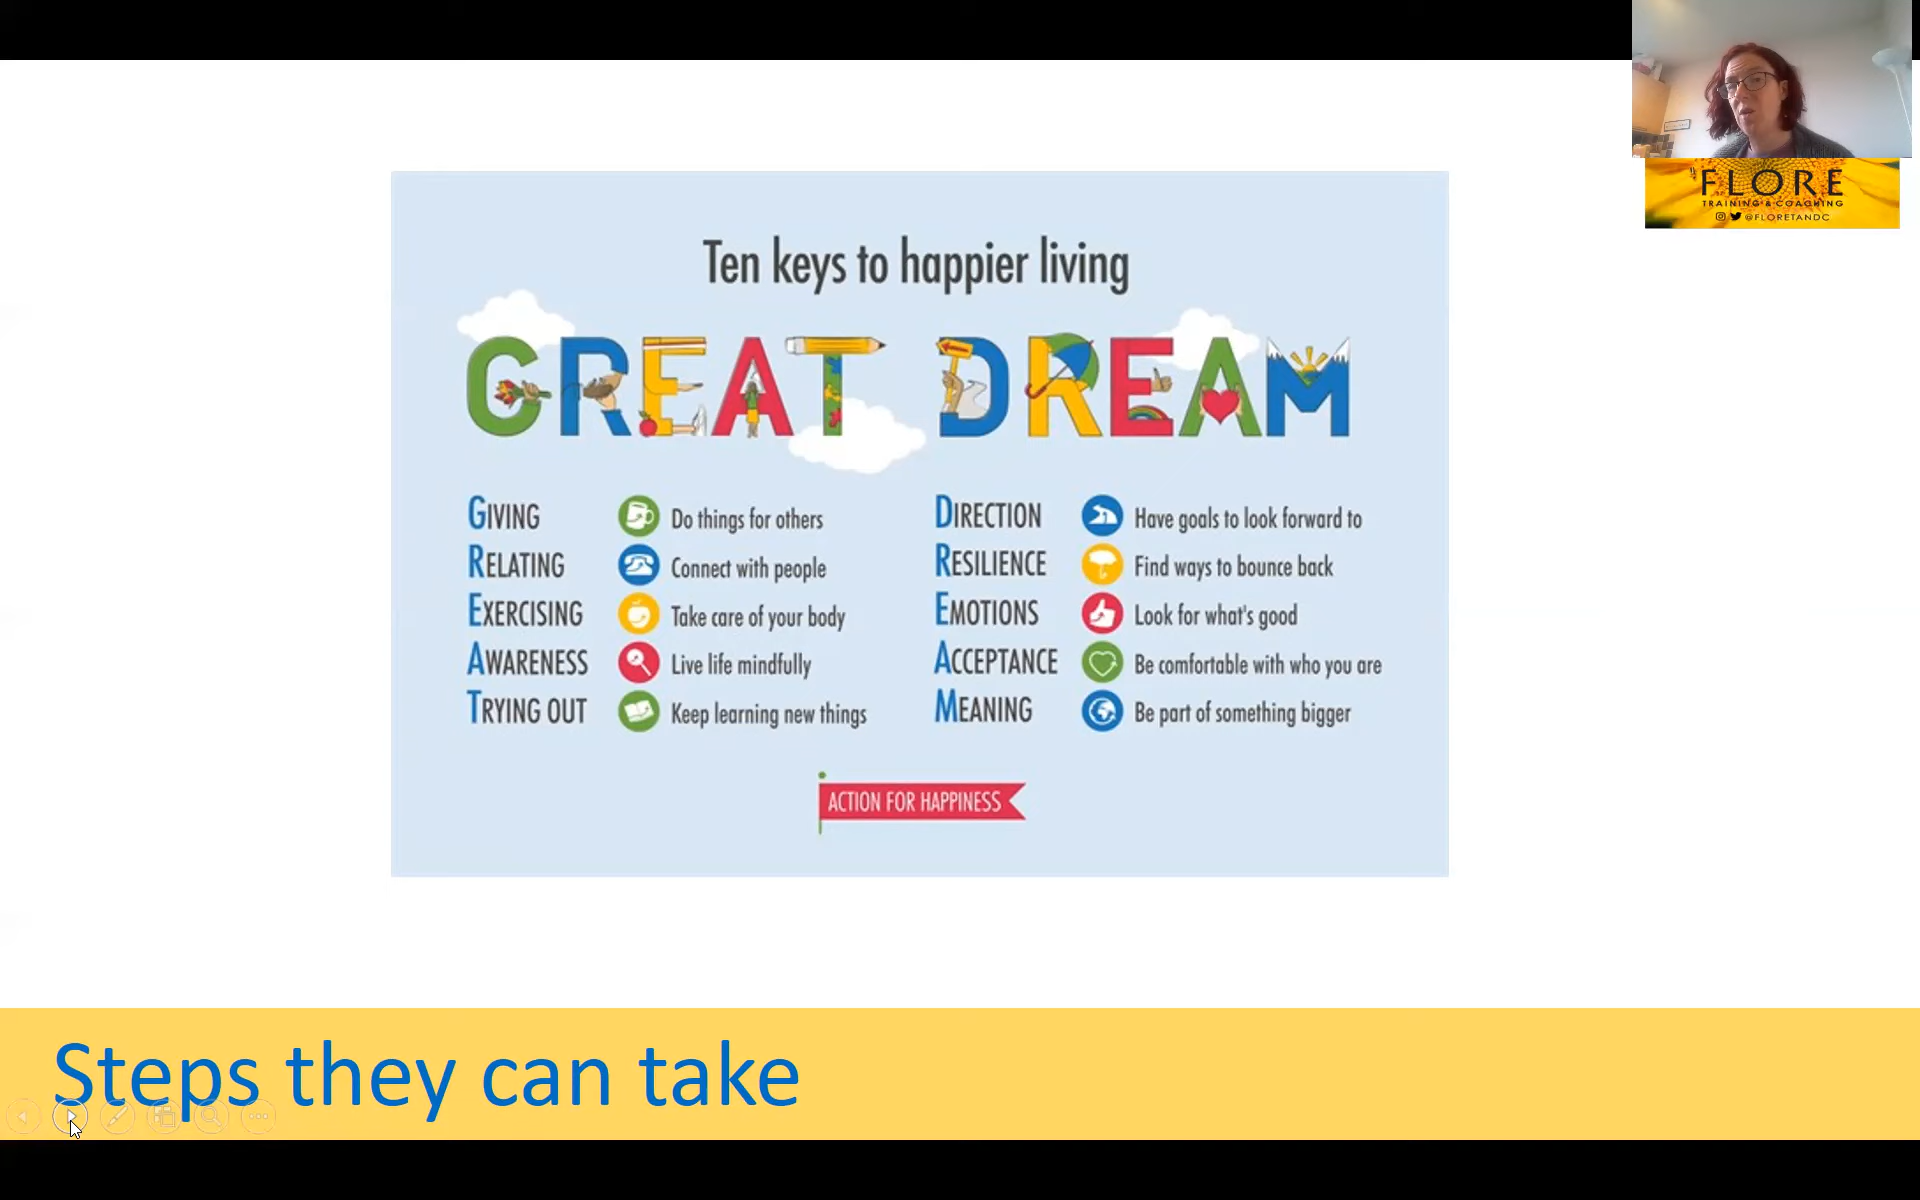 FLORE
TRAINING & COACHING
@FLORETANDC
Ten keys to happier living
GREAT DREAM
GIVING Do things for others
RELATING Connect with people
EXERCISING Take care of your body
AWARENESS Live life mindfully
TRYING OUT Keep learning new things
DIRECTION Have goals to look forward to
RESILIENCE Find ways to bounce back
EMOTIONS Look for what's good
ACCEPTANCE Be comfortable with who you are
MEANING Be part of something bigger
ACTION FOR HAPPINESS
Steps they can take